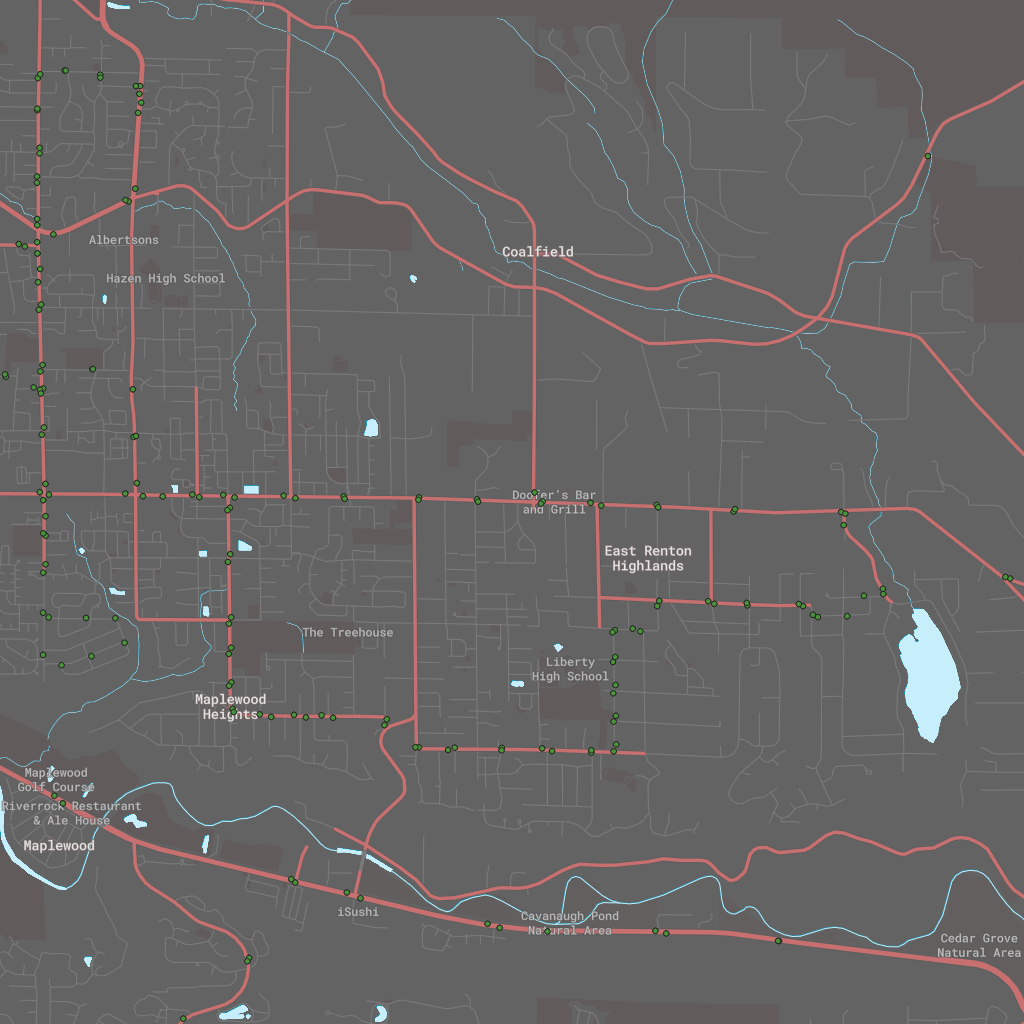 Albertsons
Coalfield
Hazen High School
Doofer's Bar
and Grill
East Renton
Highlands
The Treehouse
Liberty
High School
Maplewood
Heights
Maplewood
Golf Course
Riverrock Restaurant
& Ale House
Maplewood
iSushi
Cavanaugh Pond
Natural Area
Cedar Grove
Natural Area